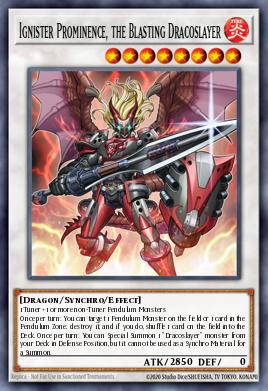 IGNISTER PROMINENCE, THE BLASTING DRACOSLAYER
FIRE
炎
[DRAGON/SYNCHRO/EFFECT]
1 Tuner + 1 or more non-Tuner Pendulum Monsters
Once per turn: You can target 1 Pendulum Monster on the field or 1 card in the
Pendulum Zone; destroy it, and if you do, shuffle 1 card on the field into the
Deck. Once per turn: You can Special Summon 1 "Dracoslayer" monster from
your Deck in Defense Position, but it cannot be used as a Synchro Material for
a Summon.
ATK/2850 DEF/ 0
Replica - Not For Use in Sanctioned Tournaments
©2020 Studio Dice/SHUEISHA, TV TOKYO, KONAMI